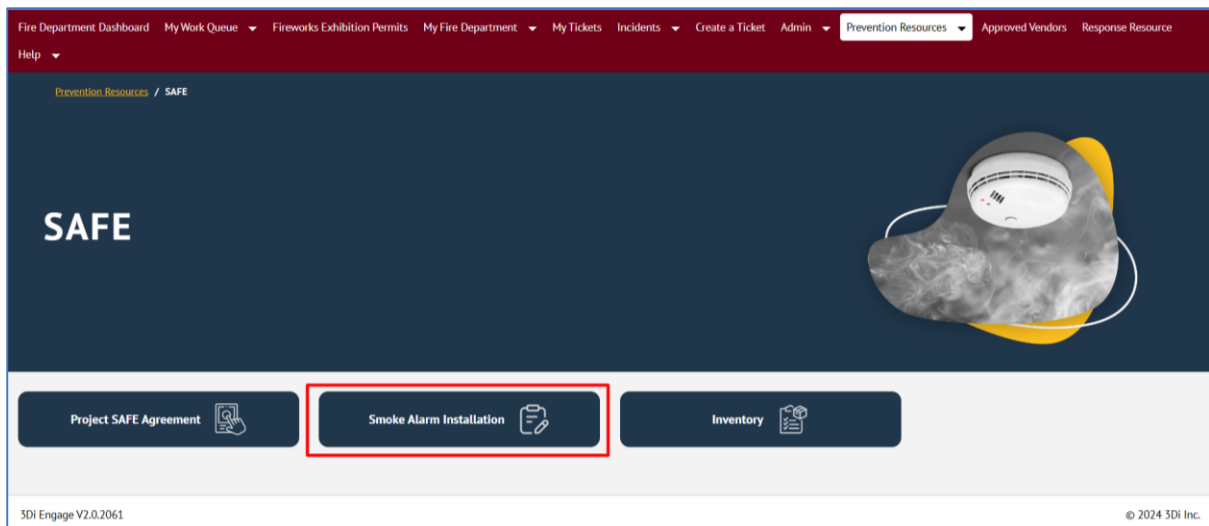 Fire Department Dashboard My Work Queue Fireworks Exhibition Permits My Fire Department My Tickets Incidents Create a Ticket Admin Prevention Resources Approved Vendors Response Resource
Help
Prevention Resources / SAFE
SAFE
Project SAFE Agreement Smoke Alarm Installation Inventory
3Di Engage V2.0.2061 © 2024 3Di Inc.